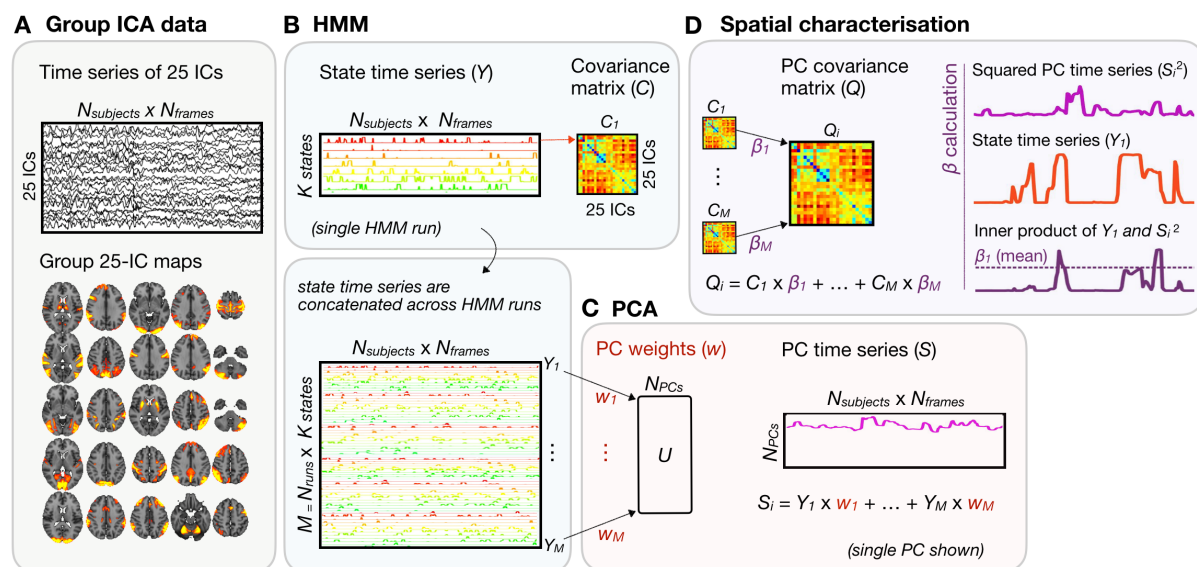 A Group ICA data
Time series of 25 ICs
Nsubjects x Nframes
25 ICs
Group 25-IC maps
B HMM
State time series (Y)
Nsubjects x Nframes
K states
(single HMM run)
Covariance
matrix (C)
C1
25 ICs
25 ICs
state time series are
concatenated across HMM runs
Nsubjects x Nframes
M = Nruns x K states
Y1
⋮
YM
C PCA
PC weights (w)
NPCs
w1
⋮
wM
U
PC time series (S)
Nsubjects x Nframes
NPCs
Si = Y1 x w1 + … + YM x wM
(single PC shown)
D Spatial characterisation
PC covariance
matrix (Q)
C1
β1
⋮
CM
βM
Qi
Qi = C1 x β1 + … + CM x βM
β calculation
Squared PC time series (Si²)
State time series (Y1)
Inner product of Y1 and Si²
β1 (mean)